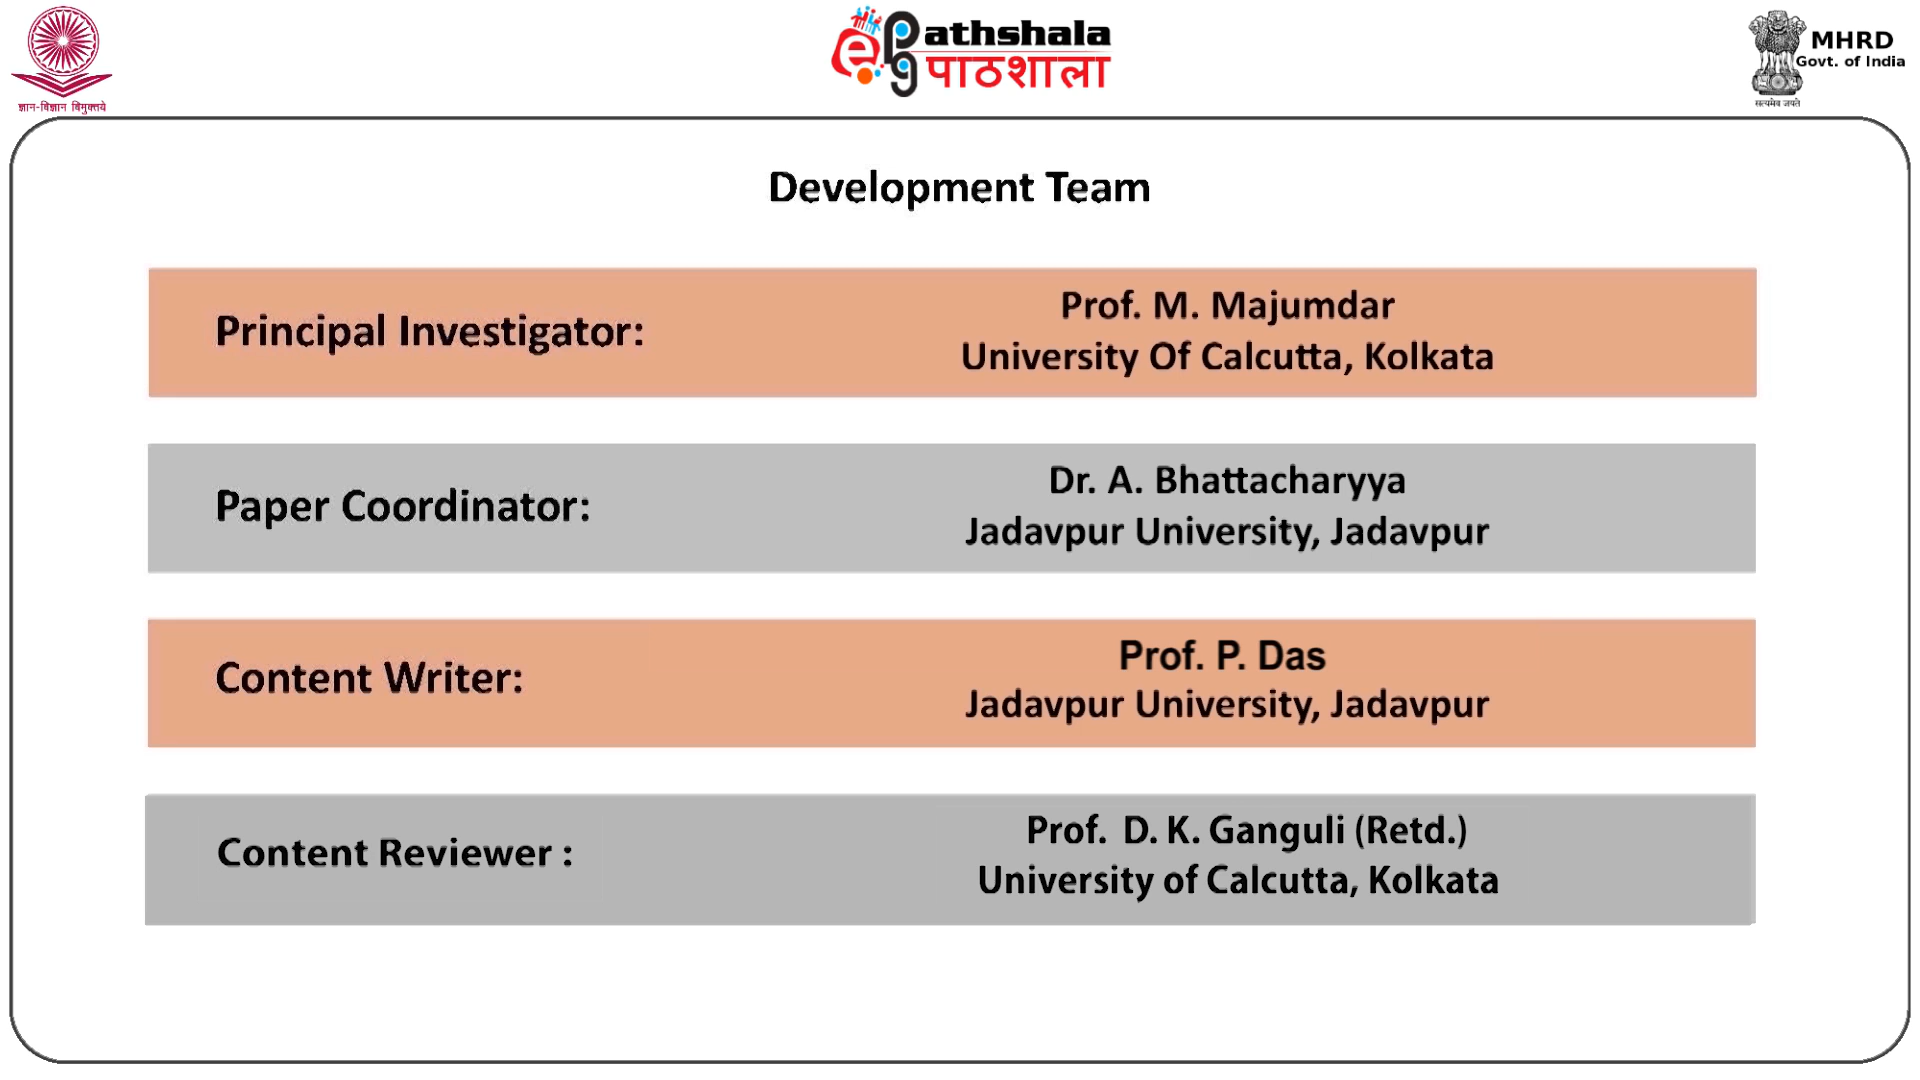 ज्ञान-विज्ञान विमुक्तये
e Pg Pathshala
पाठशाला
MHRD
Govt. of India
सत्यमेव जयते
Development Team
Principal Investigator:
Prof. M. Majumdar
University Of Calcutta, Kolkata
Paper Coordinator:
Dr. A. Bhattacharyya
Jadavpur University, Jadavpur
Content Writer:
Prof. P. Das
Jadavpur University, Jadavpur
Content Reviewer :
Prof. D. K. Ganguli (Retd.)
University of Calcutta, Kolkata